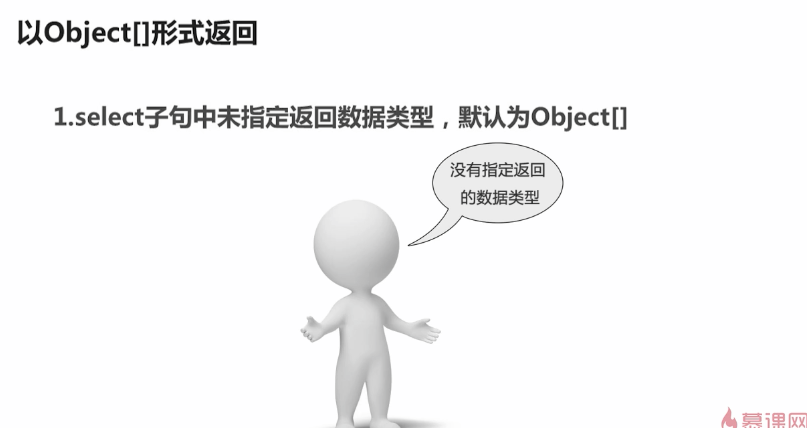 以Object[]形式返回
1.select子句中未指定返回数据类型，默认为Object[]
没有指定返回
的数据类型
慕课网